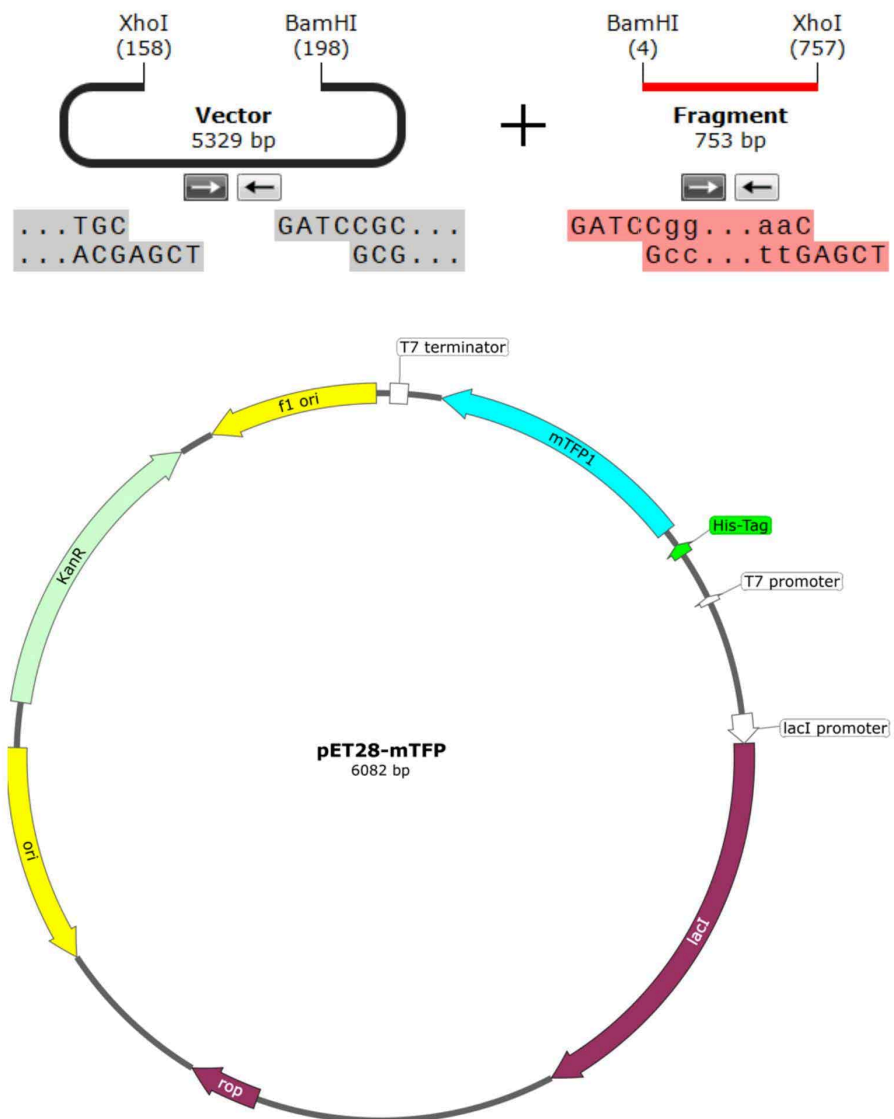 XhoI
(158)
BamHI
(198)
Vector
5329 bp
+
BamHI
(4)
XhoI
(757)
Fragment
753 bp
...TGC
...ACGAGCT
GATCCGC...
GCG...
GATCCgg...aaC
Gcc...ttGAGCT
T7 terminator
f1 ori
mTFP1
His-Tag
KanR
T7 promoter
lacI promoter
pET28-mTFP
6082 bp
ori
lacI
rop